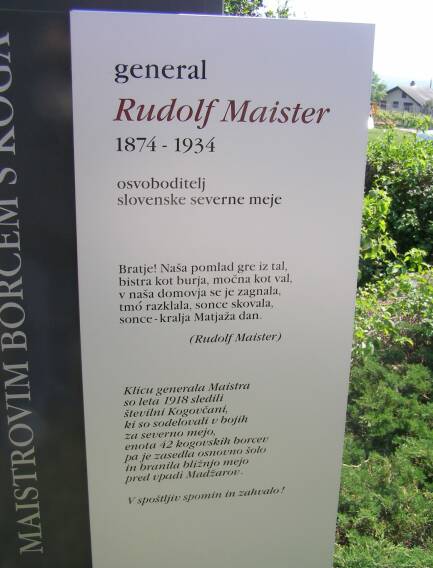 MAISTROVIM BORCEM S KOGA
general
Rudolf Maister
1874 - 1934
osvoboditelj
slovenske severne meje
Bratje! Naša pomlad gre iz tal,
bistra kot burja, močna kot val,
v naša domovja se je zagnala,
tmó razklala, sonce skovala,
sonce-kralja Matjaža dan.
(Rudolf Maister)
Klicu generala Maistra
so leta 1918 sledili
številni Kogovčani,
ki so sodelovali v bojih
za severno mejo,
enota 42 kogovskih borcev
pa je zasedla osnovno šolo
in branila bližnjo mejo
pred vpadi Madžarov.
V spoštljiv spomin in zahvalo!